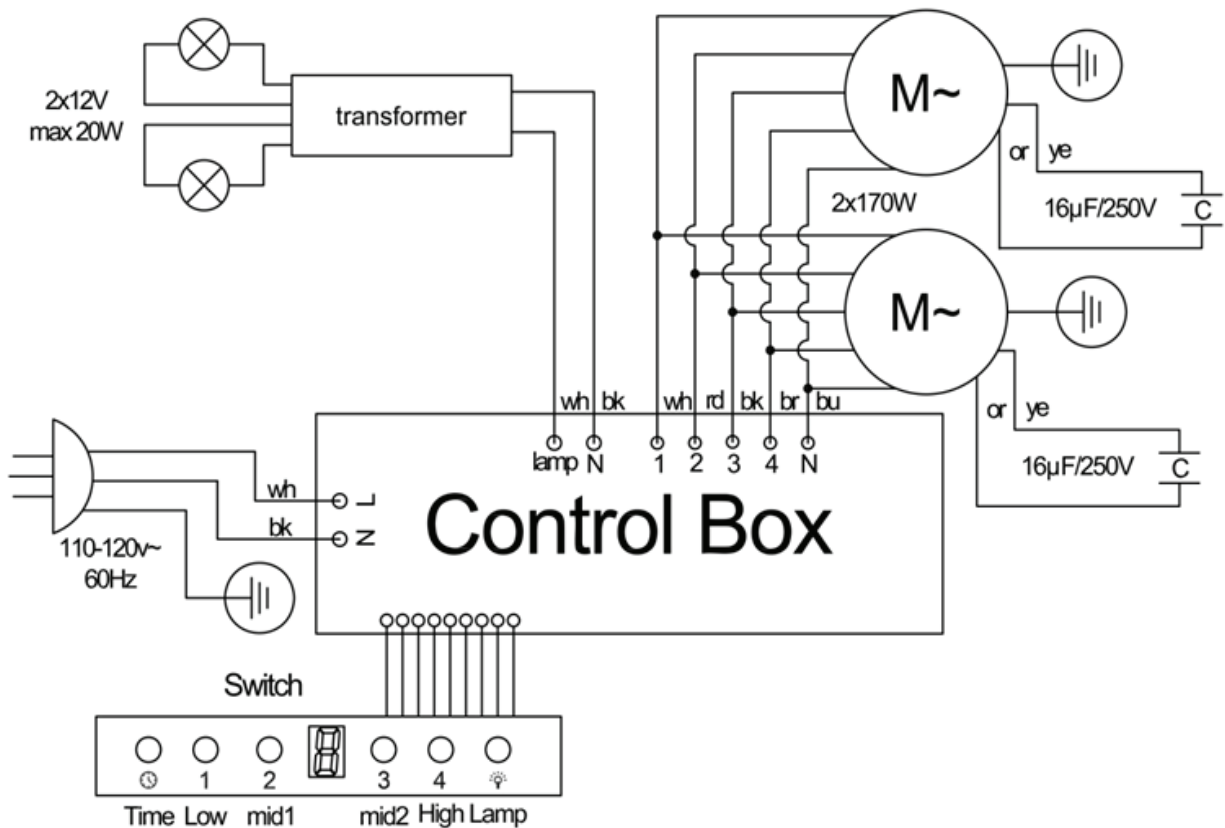 2x12V
max 20W
transformer
M~
or ye
16µF/250V
C
2x170W
M~
or ye
16µF/250V
C
wh bk
wh rd bk br bu
lamp N 1 2 3 4 N
wh
L
bk
N
Control Box
110-120v~
60Hz
Switch
8
1 2 3 4
Time Low mid1 mid2 High Lamp